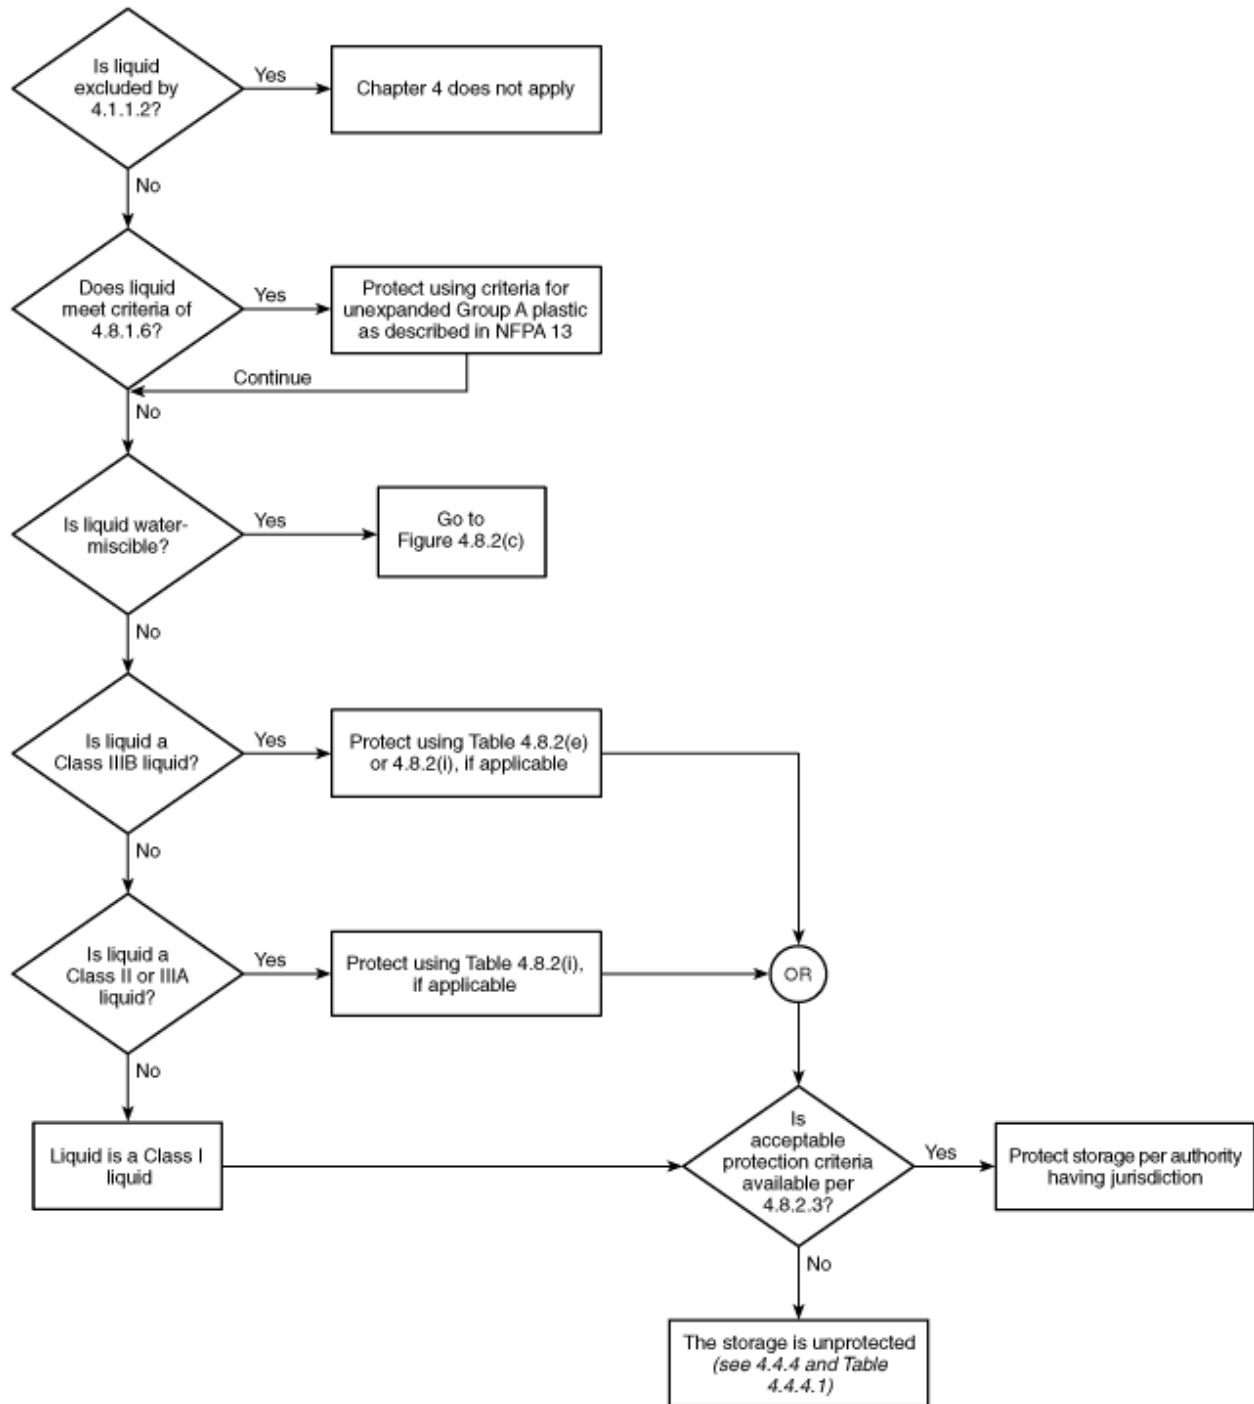 Is liquid
excluded by
4.1.1.2?
Yes
Chapter 4 does not apply
No
Does liquid
meet criteria of
4.8.1.6?
Yes
Protect using criteria for
unexpanded Group A plastic
as described in NFPA 13
Continue
No
Is liquid water-
miscible?
Yes
Go to
Figure 4.8.2(c)
No
Is liquid a
Class IIIB liquid?
Yes
Protect using Table 4.8.2(e)
or 4.8.2(i), if applicable
No
Is liquid a
Class II or IIIA
liquid?
Yes
Protect using Table 4.8.2(i),
if applicable
OR
No
Liquid is a Class I
liquid
Is
acceptable
protection criteria
available per
4.8.2.3?
Yes
Protect storage per authority
having jurisdiction
No
The storage is unprotected
(see 4.4.4 and Table
4.4.4.1)